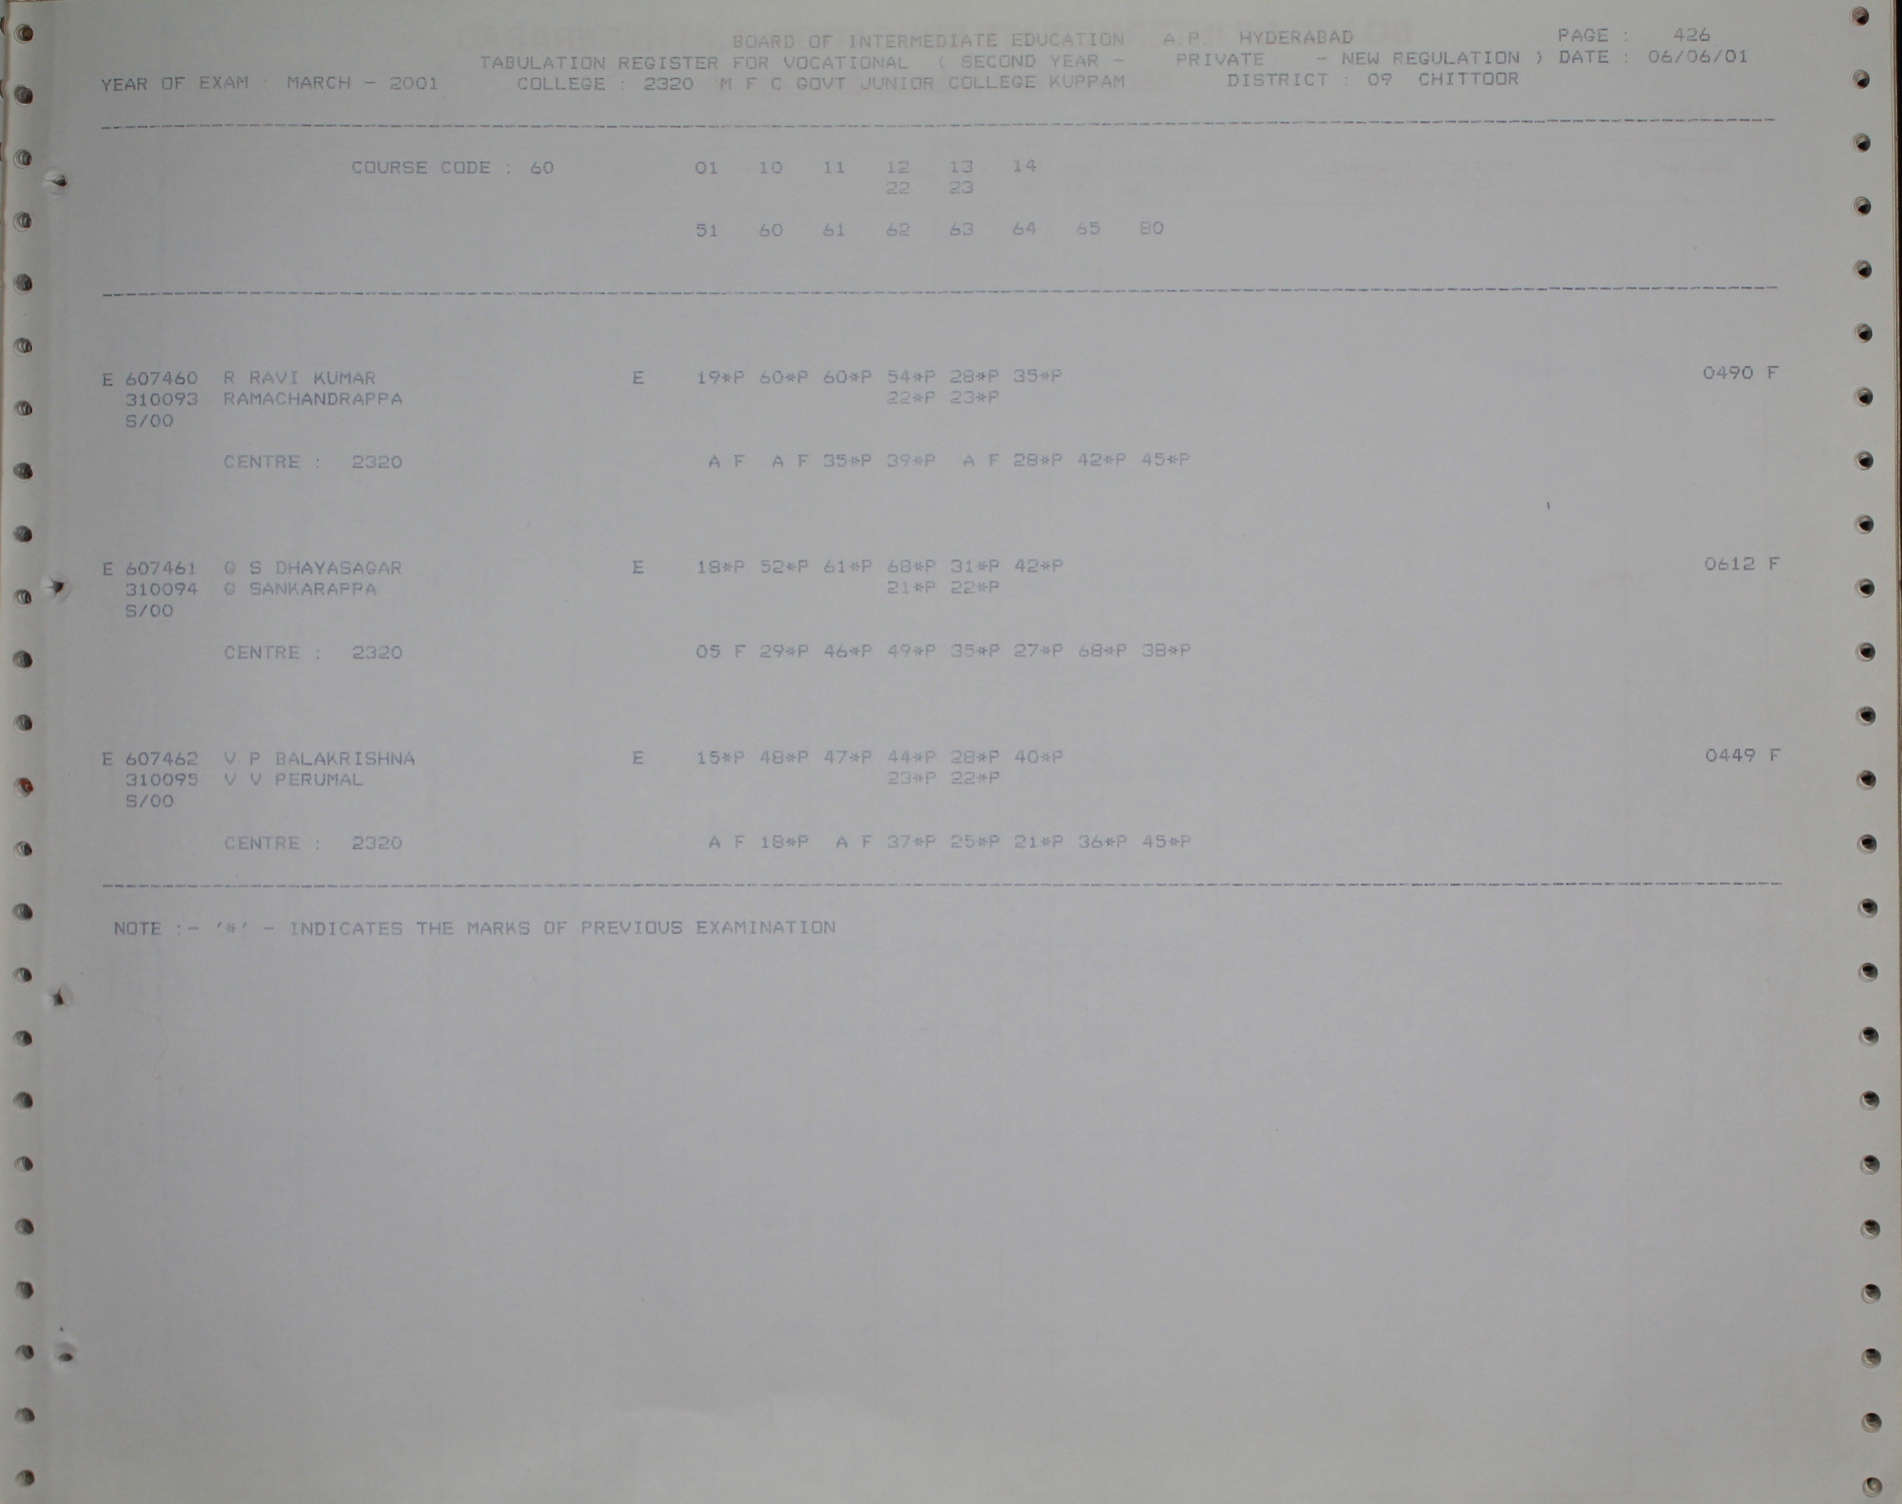 BOARD OF INTERMEDIATE EDUCATION A.P. HYDERABAD PAGE : 426
TABULATION REGISTER FOR VOCATIONAL ( SECOND YEAR - PRIVATE - NEW REGULATION ) DATE : 06/06/01
YEAR OF EXAM : MARCH - 2001 COLLEGE : 2320 M F C GOVT JUNIOR COLLEGE KUPPAM DISTRICT : 09 CHITTOOR
COURSE CODE : 60 01 10 11 12 13 14
22 23
51 60 61 62 63 64 65 80
E 607460 R RAVI KUMAR E 19*P 60*P 60*P 54*P 28*P 35*P 0490 F
310093 RAMACHANDRAPPA 22*P 23*P
S/00
CENTRE : 2320 A F A F 35*P 39*P A F 28*P 42*P 45*P
E 607461 G S DHAYASAGAR E 18*P 52*P 61*P 68*P 31*P 42*P 0612 F
310094 G SANKARAPPA 21*P 22*P
S/00
CENTRE : 2320 05 F 29*P 46*P 49*P 35*P 27*P 68*P 38*P
E 607462 V P BALAKRISHNA E 15*P 48*P 47*P 44*P 28*P 40*P 0449 F
310095 V V PERUMAL 23*P 22*P
S/00
CENTRE : 2320 A F 18*P A F 37*P 25*P 21*P 36*P 45*P
NOTE :- '*' - INDICATES THE MARKS OF PREVIOUS EXAMINATION